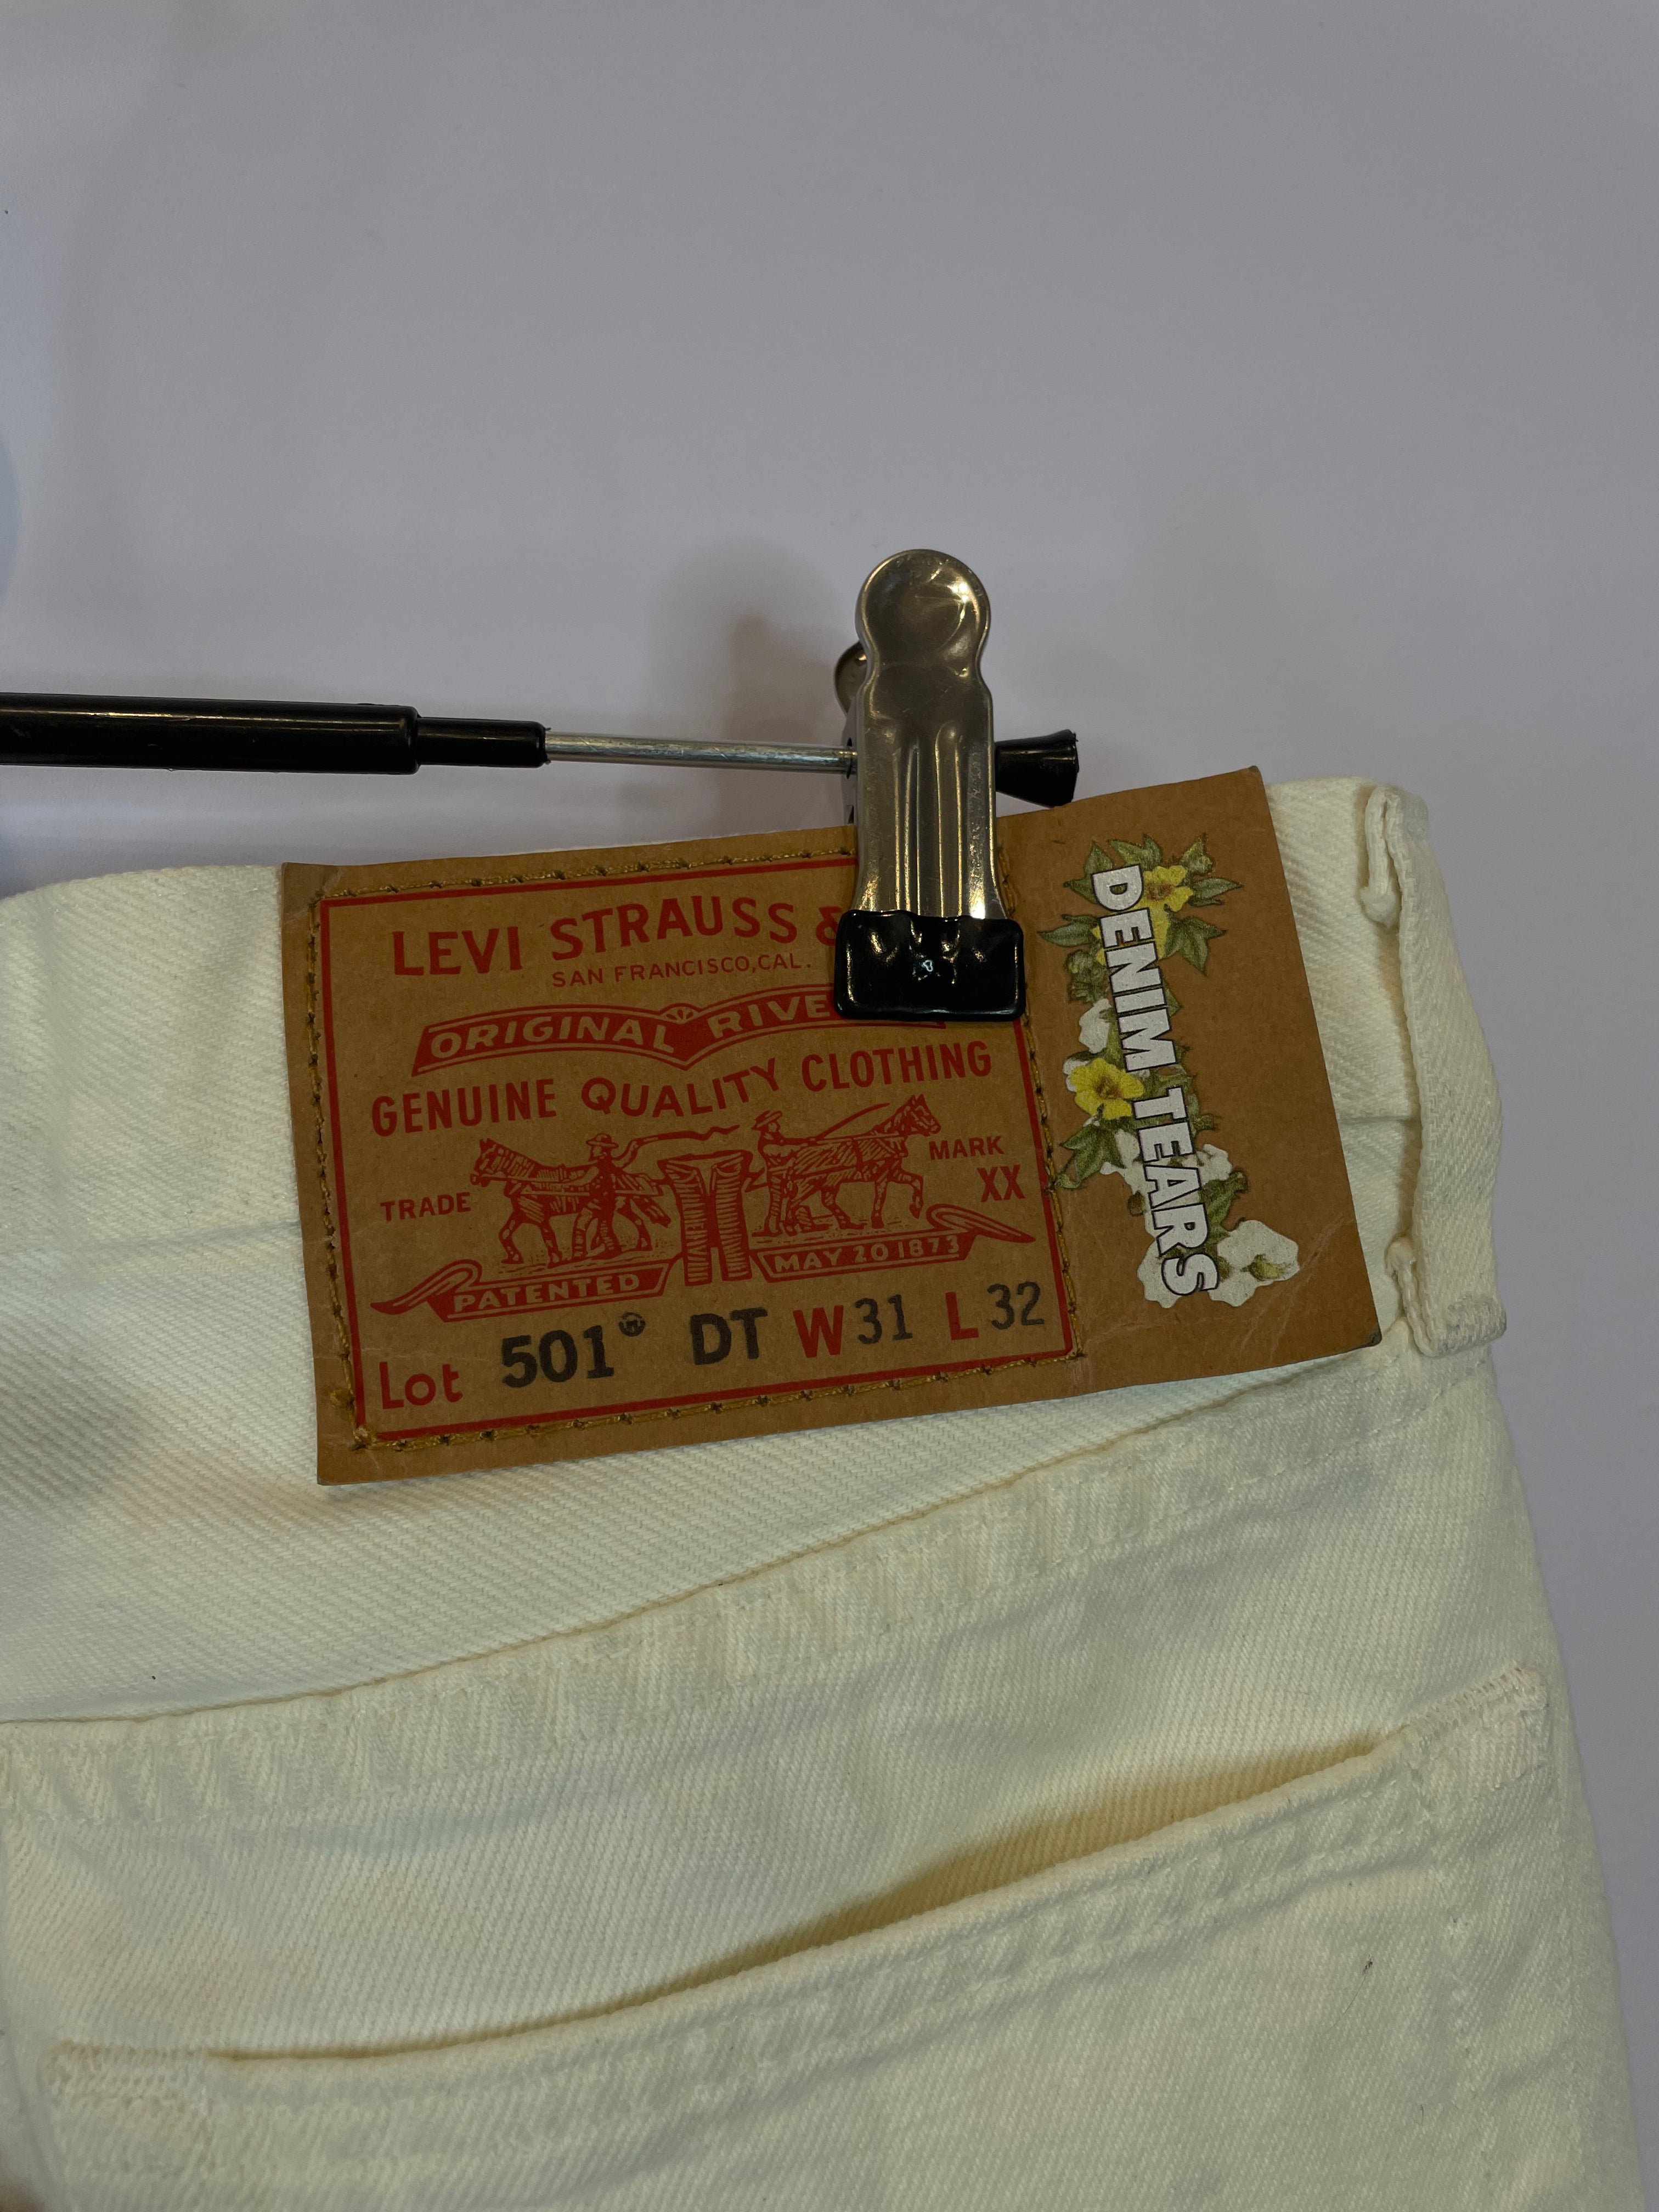 LEVI STRAUSS &
SAN FRANCISCO, CAL.
ORIGINAL
GENUINE QUALITY CLOTHING
TRADE MARK
XX
PATENTED MAY 20 1873
Lot 501® DT W 31 L 32
DENIM TEARS